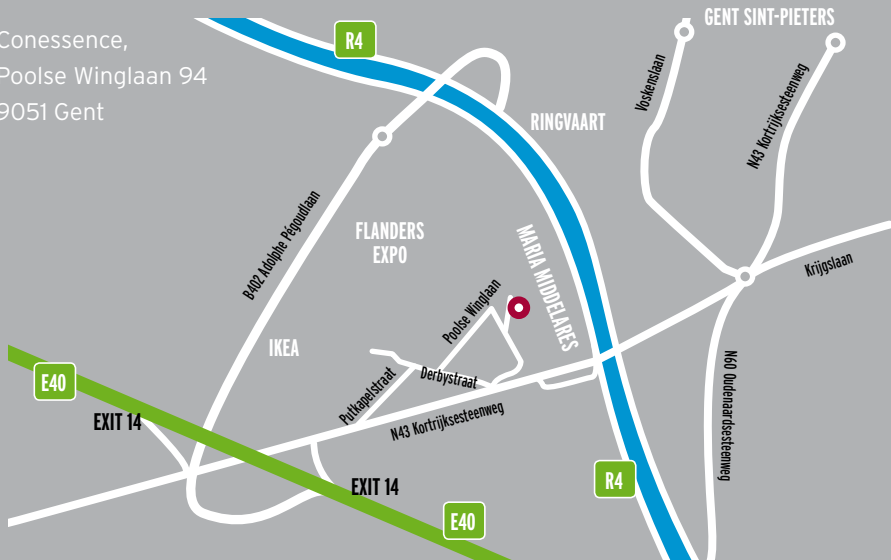 GENT SINT-PIETERS
Conessence,
Poolse Winglaan 94
9051 Gent
R4
Voskenslaan
N43 Kortrijksesteenweg
RINGVAART
B402 Adolphe Pégoudlaan
FLANDERS
EXPO
MARIA MIDDELARES
Krijgslaan
Poolse Winglaan
IKEA
E40
Derbystraat
Putkapelstraat
N43 Kortrijksesteenweg
N60 Oudenaardsesteenweg
EXIT 14
EXIT 14
R4
E40